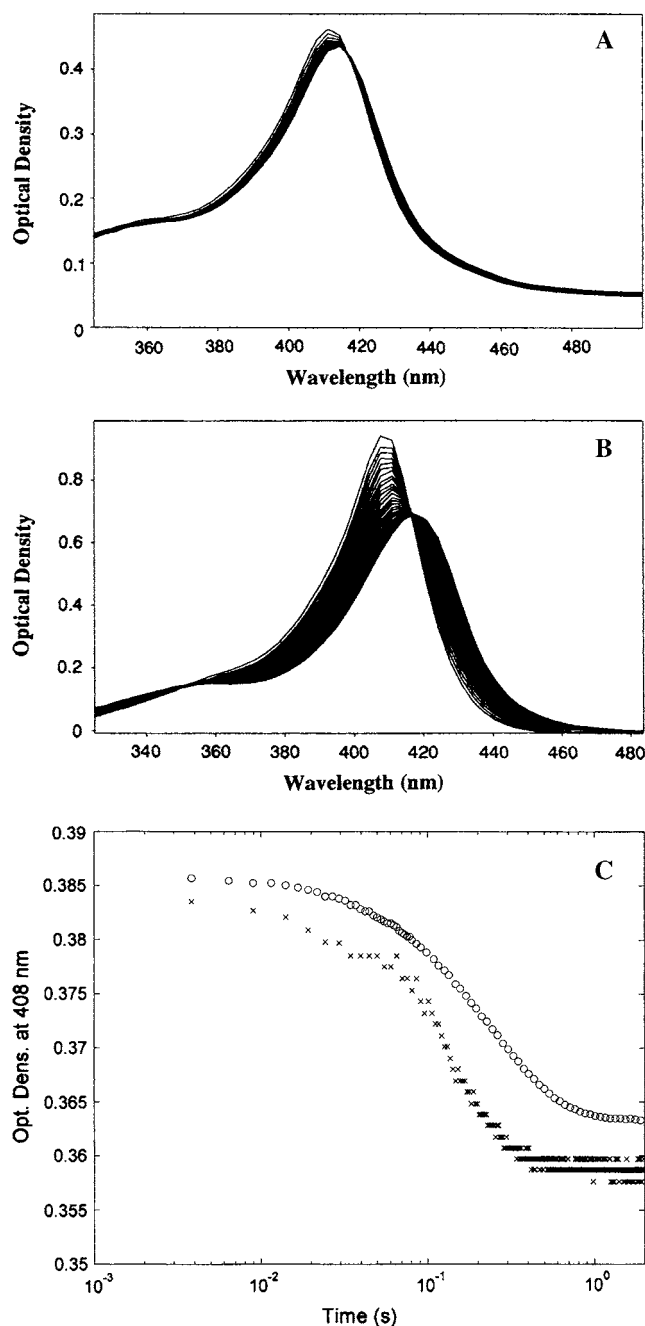 A
0.4
0.3
0.2
0.1
0
Optical Density
360 380 400 420 440 460 480
Wavelength (nm)
B
0.8
0.6
0.4
0.2
0
Optical Density
340 360 380 400 420 440 460 480
Wavelength (nm)
C
0.39
0.385
0.38
0.375
0.37
0.365
0.36
0.355
0.35
Opt. Dens. at 408 nm
10⁻³ 10⁻² 10⁻¹ 10⁰
Time (s)